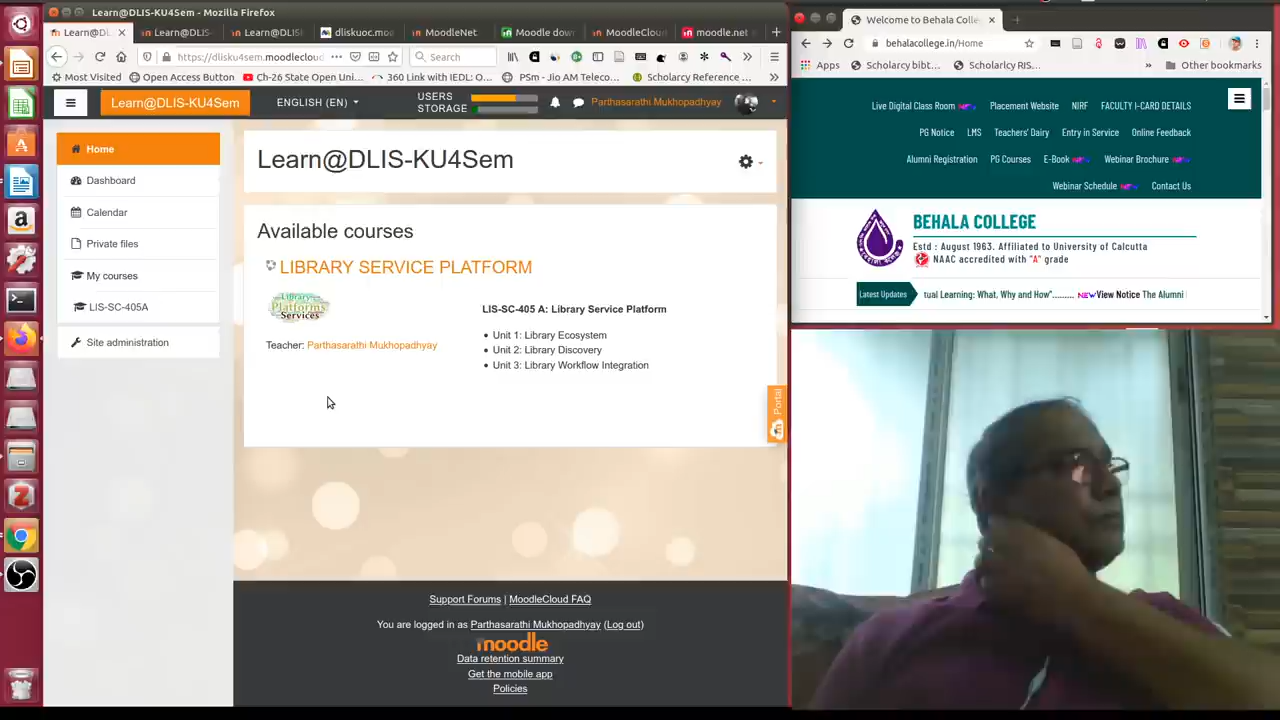 Learn@DLIS-KU4Sem - Mozilla Firefox
Learn@DL
Learn@DLIS-
Learn@DLIS
dliskuoc.moo
MoodleNet
Moodle down
MoodleCloud
moodle.net R
https://dlisku4sem.moodlecloud
Search
Most Visited
Open Access Button
Ch-26 State Open Uni…
360 Link with IEDL: O…
PSm - Jio AM Teleco…
Scholarcy Reference …
Learn@DLIS-KU4Sem
ENGLISH (EN)
USERS
STORAGE
Parthasarathi Mukhopadhyay
Home
Dashboard
Calendar
Private files
My courses
LIS-SC-405A
Site administration
Learn@DLIS-KU4Sem
Available courses
LIBRARY SERVICE PLATFORM
Library
Platforms
Services
Teacher: Parthasarathi Mukhopadhyay
LIS-SC-405 A: Library Service Platform
Unit 1: Library Ecosystem
Unit 2: Library Discovery
Unit 3: Library Workflow Integration
Portal
Support Forums | MoodleCloud FAQ
You are logged in as Parthasarathi Mukhopadhyay (Log out)
moodle
Data retention summary
Get the mobile app
Policies
Welcome to Behala Colle
behalacollege.in/Home
Apps
Scholarcy bibt…
Scholarcy RIS…
Other bookmarks
Live Digital Class Room
Placement Website
NIRF
FACULTY I-CARD DETAILS
PG Notice
LMS
Teachers' Dairy
Entry in Service
Online Feedback
Alumni Registration
PG Courses
E-Book
Webinar Brochure
Webinar Schedule
Contact Us
BEHALA COLLEGE
Estd : August 1963. Affiliated to University of Calcutta
NAAC accredited with "A" grade
Latest Updates
tual Learning: What, Why and How"......... NEW View Notice The Alumni